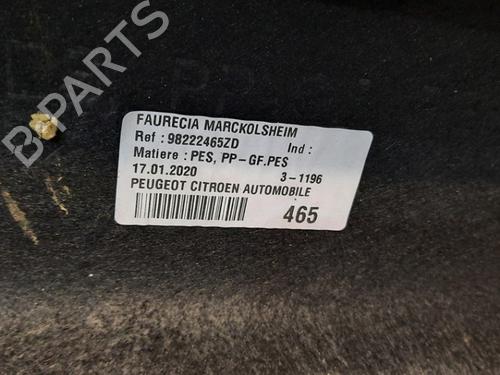 B-PARTS
FAURECIA MARCKOLSHEIM
Ref : 98222465ZD Ind :
Matiere : PES, PP-GF.PES
17.01.2020 3-1196
PEUGEOT CITROEN AUTOMOBILE
465